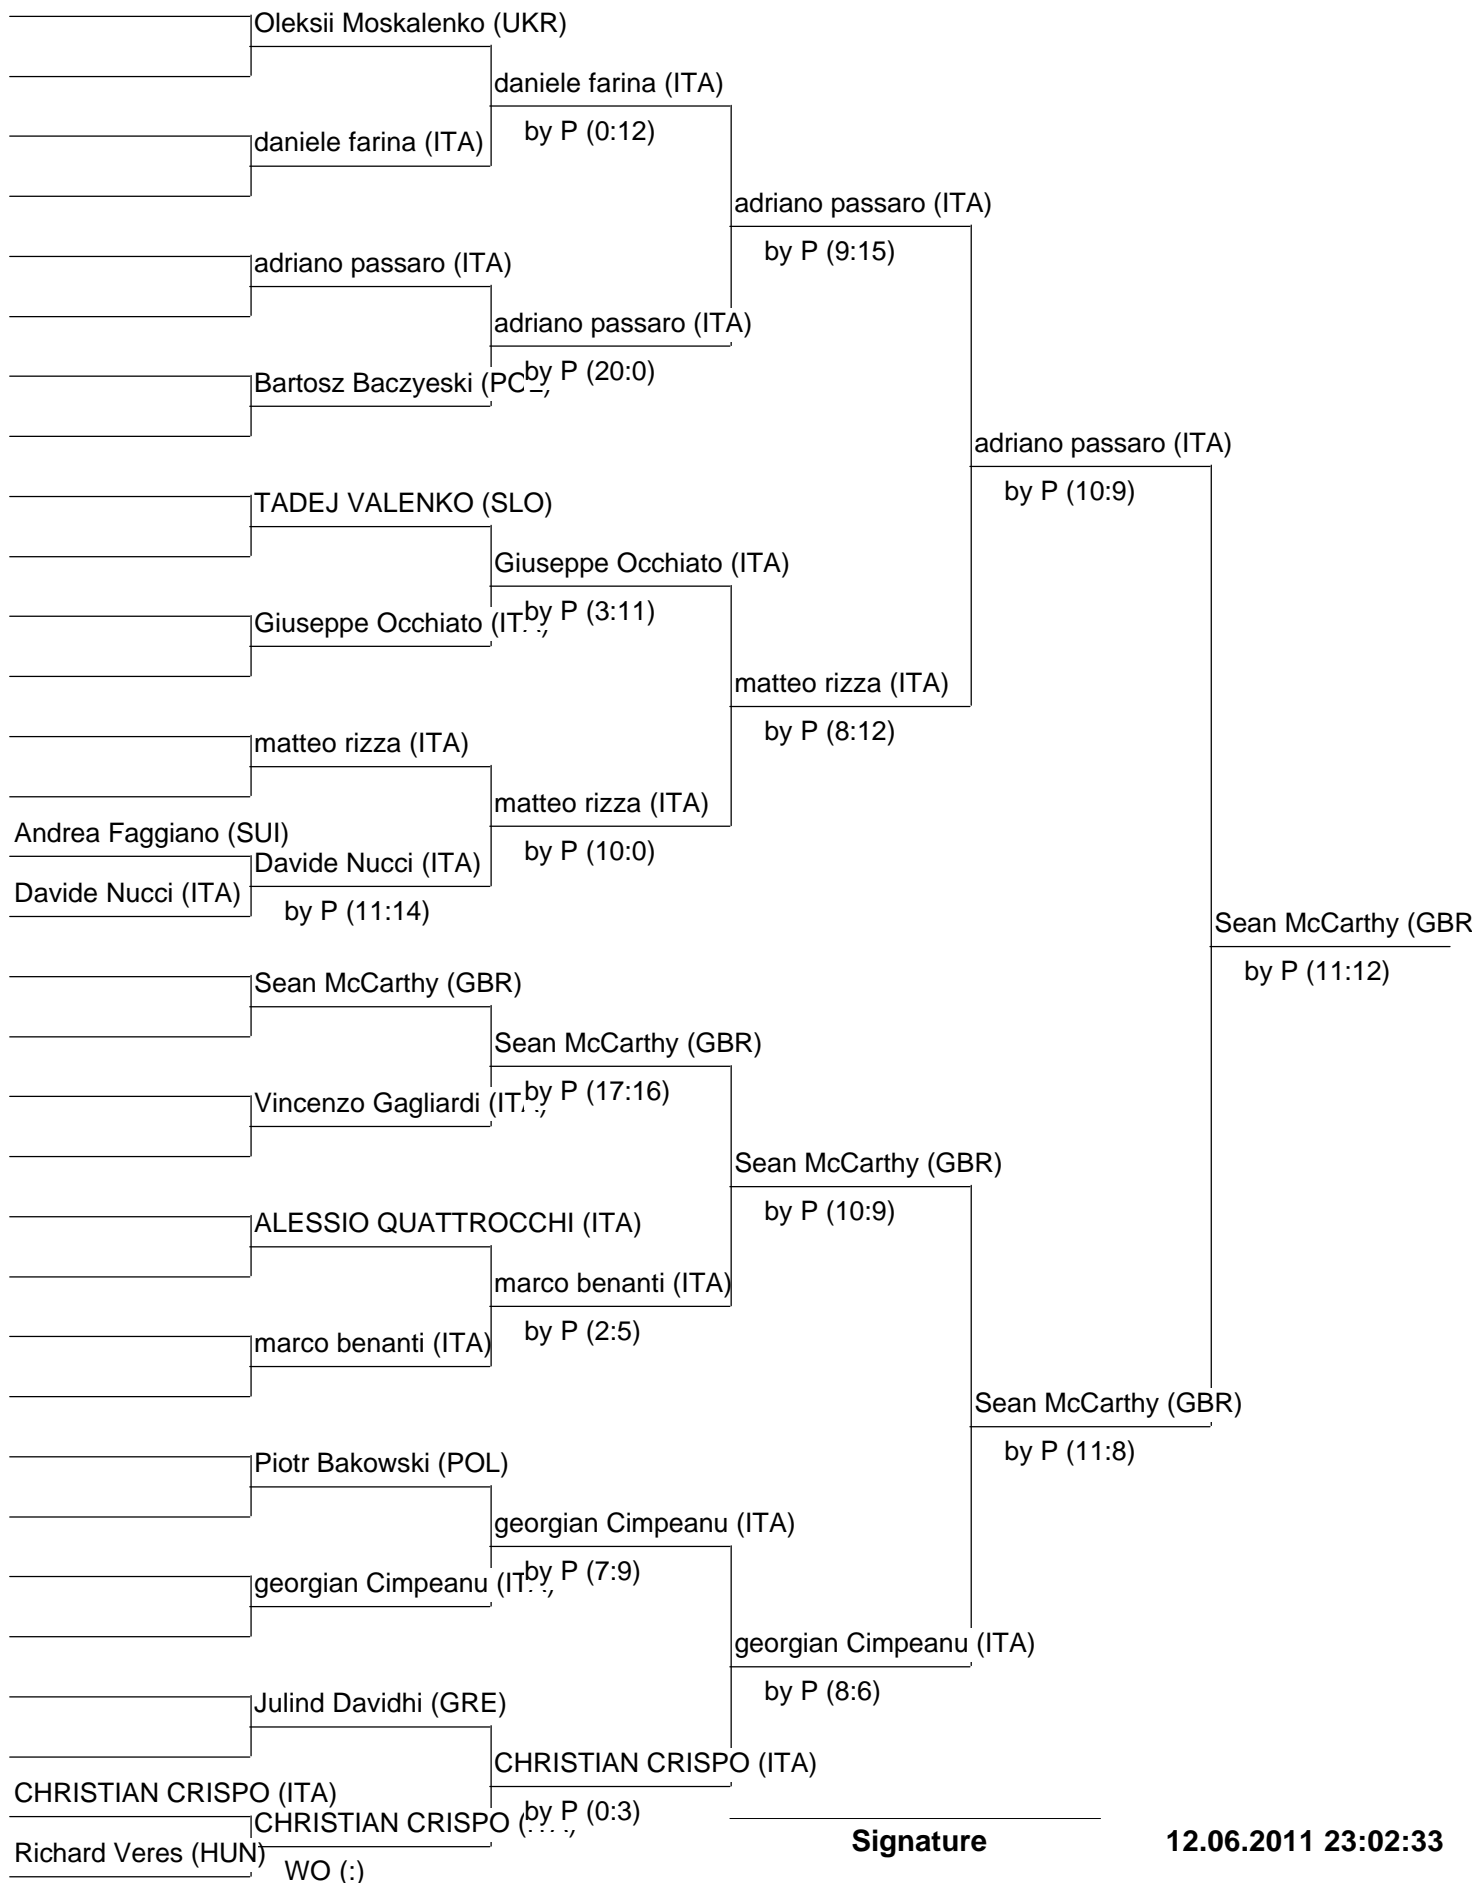 Oleksii Moskalenko (UKR)
daniele farina (ITA)
by P (0:12)
daniele farina (ITA)
adriano passaro (ITA)
by P (9:15)
adriano passaro (ITA)
adriano passaro (ITA)
by P (20:0)
Bartosz Baczyeski
adriano passaro (ITA)
by P (10:9)
TADEJ VALENKO (SLO)
Giuseppe Occhiato (ITA)
by P (3:11)
Giuseppe Occhiato (ITA)
matteo rizza (ITA)
by P (8:12)
matteo rizza (ITA)
matteo rizza (ITA)
by P (10:0)
Andrea Faggiano (SUI)
Davide Nucci (ITA)
Davide Nucci (ITA)
by P (11:14)
Sean McCarthy (GBR
by P (11:12)
Sean McCarthy (GBR)
Sean McCarthy (GBR)
by P (17:16)
Vincenzo Gagliardi (ITA)
Sean McCarthy (GBR)
by P (10:9)
ALESSIO QUATTROCCHI (ITA)
marco benanti (ITA)
by P (2:5)
marco benanti (ITA)
Sean McCarthy (GBR)
by P (11:8)
Piotr Bakowski (POL)
georgian Cimpeanu (ITA)
by P (7:9)
georgian Cimpeanu (ITA)
georgian Cimpeanu (ITA)
by P (8:6)
Julind Davidhi (GRE)
CHRISTIAN CRISPO (ITA)
by P (0:3)
CHRISTIAN CRISPO (ITA)
CHRISTIAN CRISPO
Richard Veres (HUN)
WO (:)
Signature
12.06.2011 23:02:33